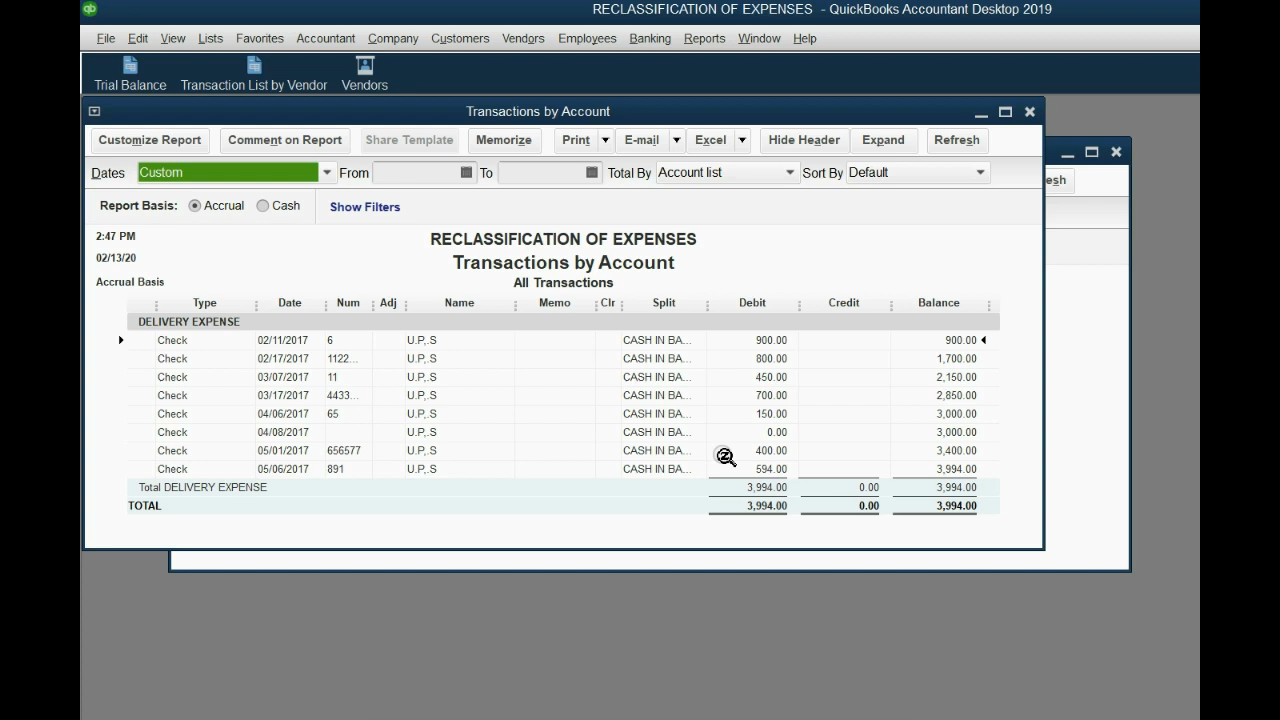 qb RECLASSIFICATION OF EXPENSES - QuickBooks Accountant Desktop 2019
File Edit View Lists Favorites Accountant Company Customers Vendors Employees Banking Reports Window Help
Trial Balance Transaction List by Vendor Vendors
Transactions by Account
Customize Report Comment on Report Share Template Memorize Print E-mail Excel Hide Header Expand Refresh
esh
Dates Custom From To Total By Account list Sort By Default
Report Basis: Accrual Cash Show Filters
2:47 PM RECLASSIFICATION OF EXPENSES
02/13/20 Transactions by Account
Accrual Basis All Transactions
Type Date Num Adj Name Memo Clr Split Debit Credit Balance
DELIVERY EXPENSE
Check 02/11/2017 6 U.P,.S CASH IN BA... 900.00 900.00
Check 02/17/2017 1122... U.P,.S CASH IN BA... 800.00 1,700.00
Check 03/07/2017 11 U.P,.S CASH IN BA... 450.00 2,150.00
Check 03/17/2017 4433... U.P,.S CASH IN BA... 700.00 2,850.00
Check 04/06/2017 65 U.P,.S CASH IN BA... 150.00 3,000.00
Check 04/08/2017 U.P,.S CASH IN BA... 0.00 3,000.00
Check 05/01/2017 656577 U.P,.S CASH IN BA... 400.00 3,400.00
Check 05/06/2017 891 U.P,.S CASH IN BA... 594.00 3,994.00
Total DELIVERY EXPENSE 3,994.00 0.00 3,994.00
TOTAL 3,994.00 0.00 3,994.00